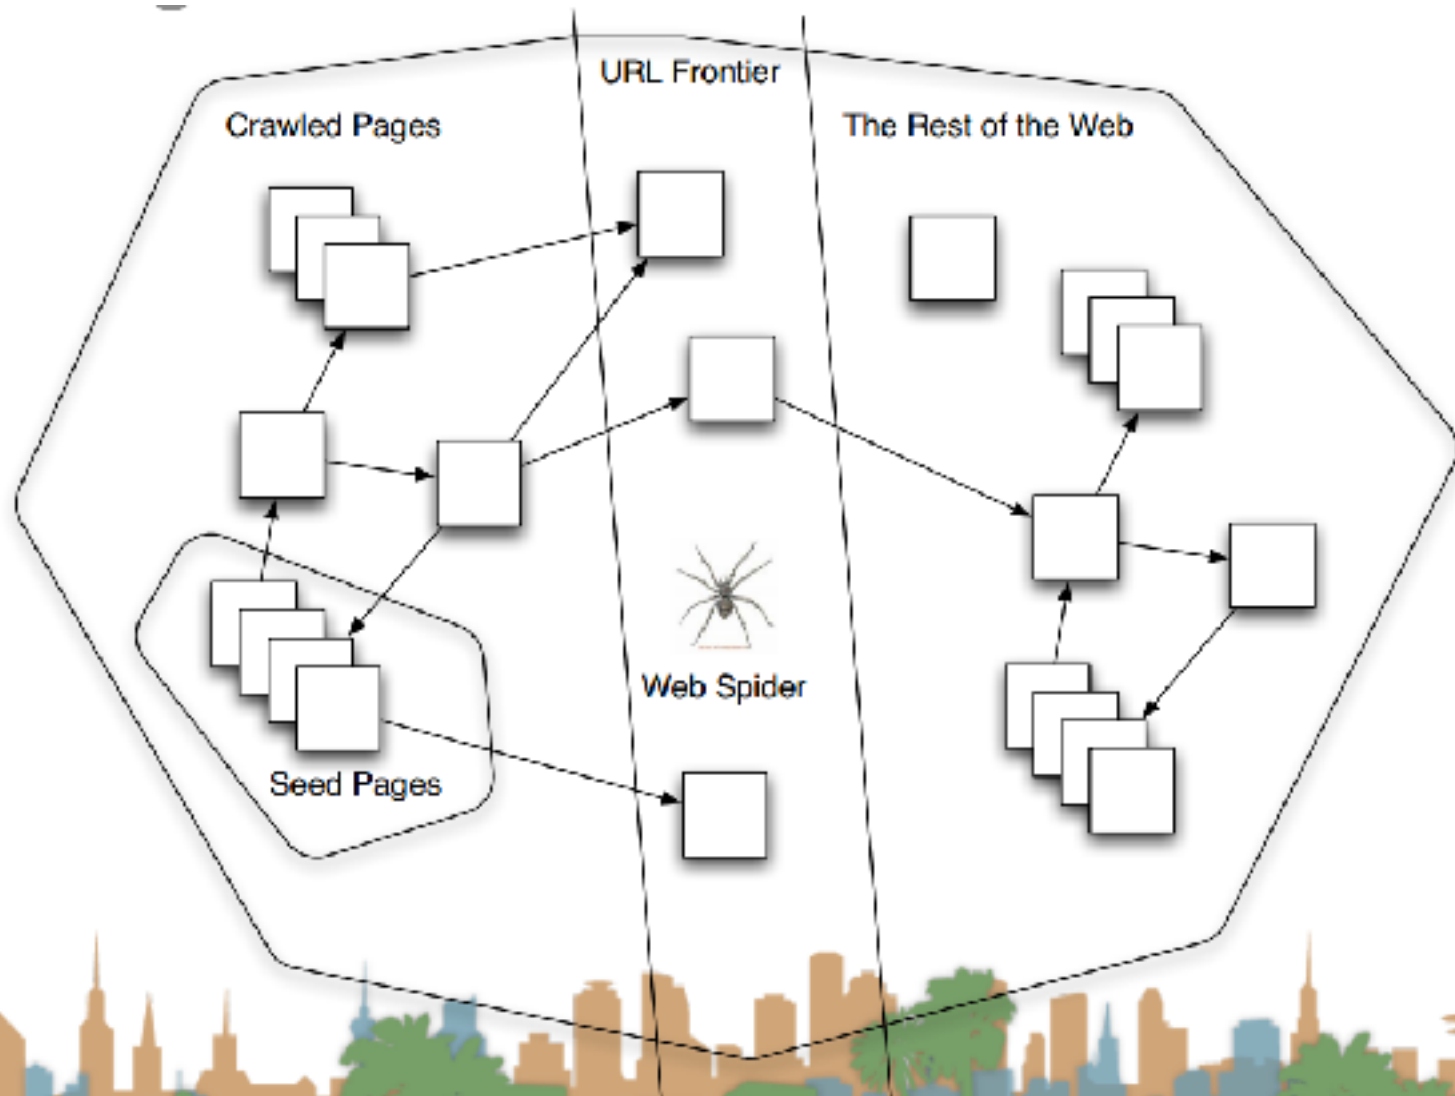 URL Frontier
Crawled Pages
The Rest of the Web
Web Spider
Seed Pages